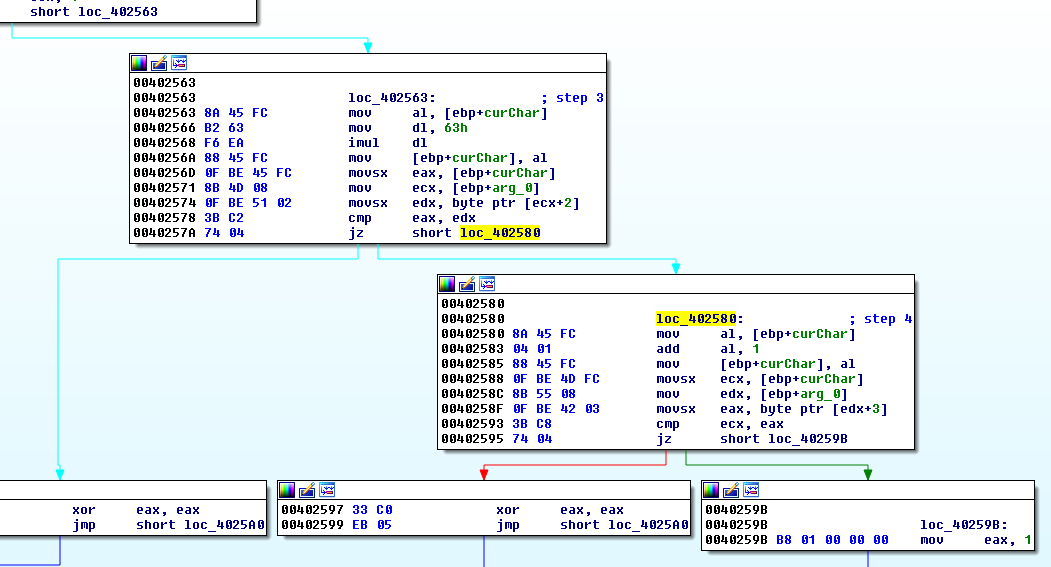 short loc_402563
00402563
00402563 loc_402563: ; step 3
00402563 8A 45 FC mov al, [ebp+curChar]
00402566 B2 63 mov dl, 63h
00402568 F6 EA imul dl
0040256A 88 45 FC mov [ebp+curChar], al
0040256D 0F BE 45 FC movsx eax, [ebp+curChar]
00402571 8B 4D 08 mov ecx, [ebp+arg_0]
00402574 0F BE 51 02 movsx edx, byte ptr [ecx+2]
00402578 3B C2 cmp eax, edx
0040257A 74 04 jz short loc_402580
00402580
00402580 loc_402580: ; step 4
00402580 8A 45 FC mov al, [ebp+curChar]
00402583 04 01 add al, 1
00402585 88 45 FC mov [ebp+curChar], al
00402588 0F BE 4D FC movsx ecx, [ebp+curChar]
0040258C 8B 55 08 mov edx, [ebp+arg_0]
0040258F 0F BE 42 03 movsx eax, byte ptr [edx+3]
00402593 3B C8 cmp ecx, eax
00402595 74 04 jz short loc_40259B
xor eax, eax
jmp short loc_4025A0
00402597 33 C0 xor eax, eax
00402599 EB 05 jmp short loc_4025A0
0040259B
0040259B loc_40259B:
0040259B B8 01 00 00 00 mov eax, 1